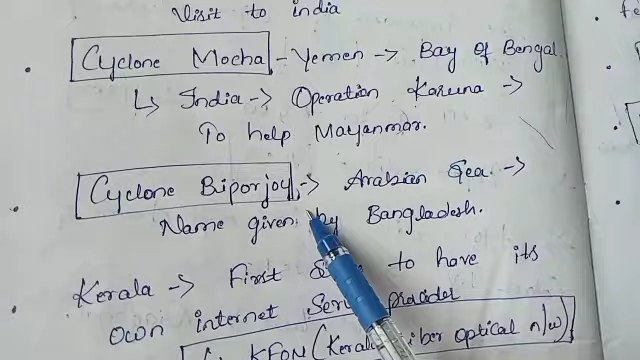 Visit to india
Cyclone Mocha - Yemen -> Bay of Bengal.
↳ India -> Operation Karuna ->
To help Mayanmar.
Cyclone Biporjoy, -> Arabian Sea ->
Name given by Bangladesh.
Kerala -> First to have its
own internet provider
KFON (Kerala fiber optical n/w)